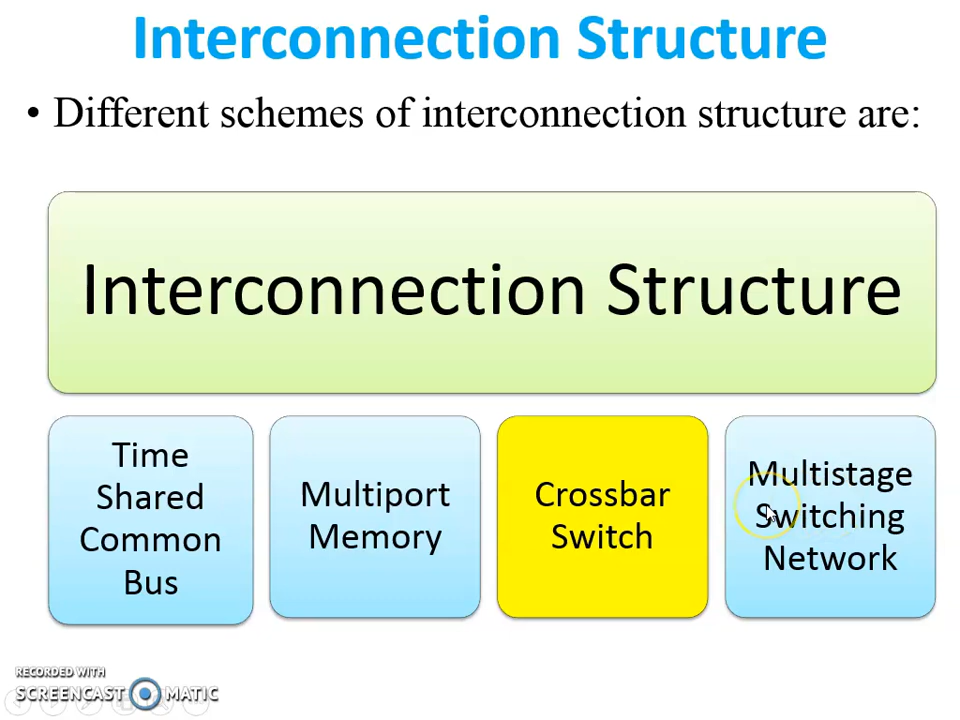 Interconnection Structure
• Different schemes of interconnection structure are:
Interconnection Structure
Time
Shared
Common
Bus
Multiport
Memory
Crossbar
Switch
Multistage
Switching
Network
RECORDED WITH
SCREENCAST MATIC